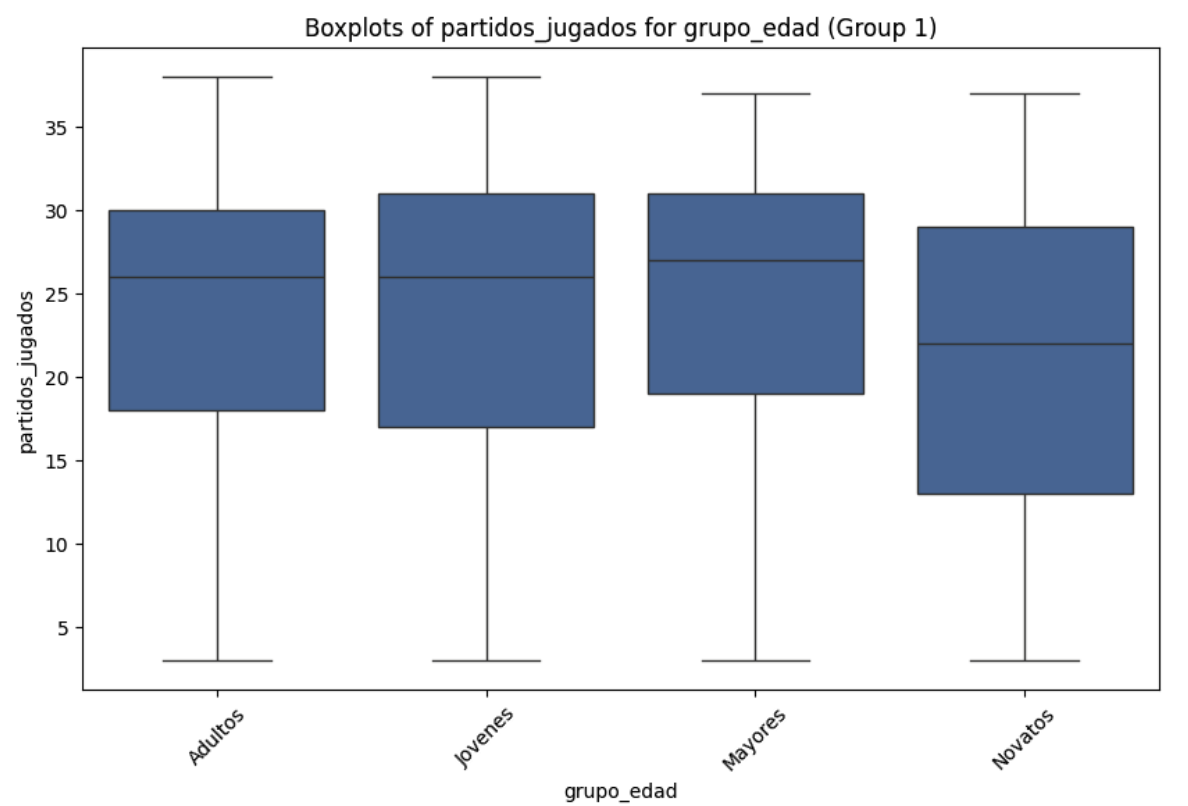 Boxplots of partidos_jugados for grupo_edad (Group 1)
partidos_jugados
35
30
25
20
15
10
5
Adultos
Jovenes
Mayores
Novatos
grupo_edad